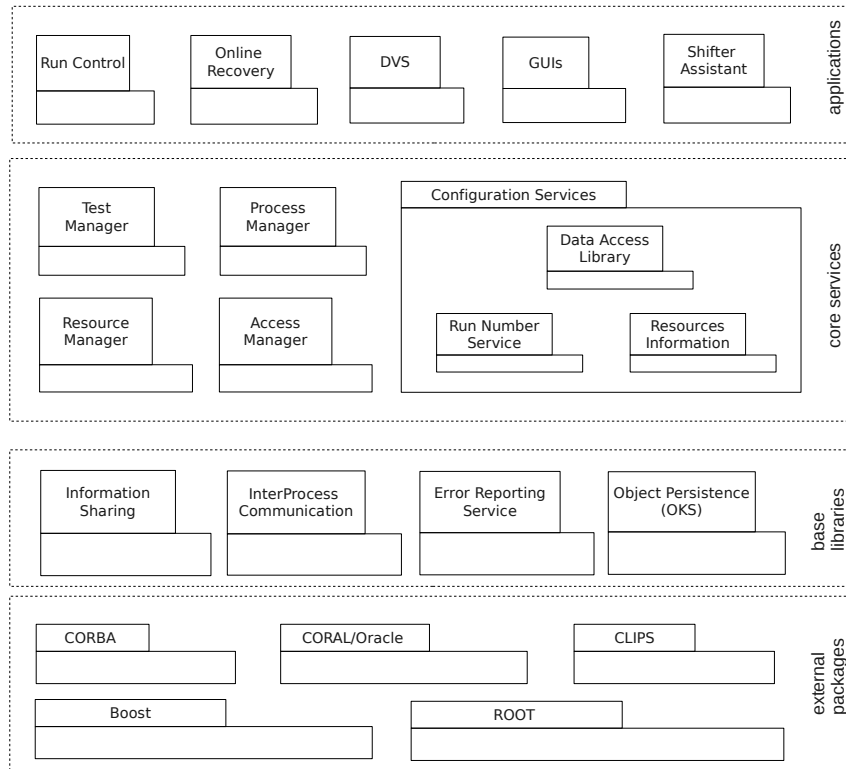 Run Control
Online
Recovery
DVS
GUIs
Shifter
Assistant
applications
Test
Manager
Process
Manager
Configuration Services
Data Access
Library
Resource
Manager
Access
Manager
Run Number
Service
Resources
Information
core services
Information
Sharing
InterProcess
Communication
Error Reporting
Service
Object Persistence
(OKS)
base
libraries
CORBA
CORAL/Oracle
CLIPS
Boost
ROOT
external
packages